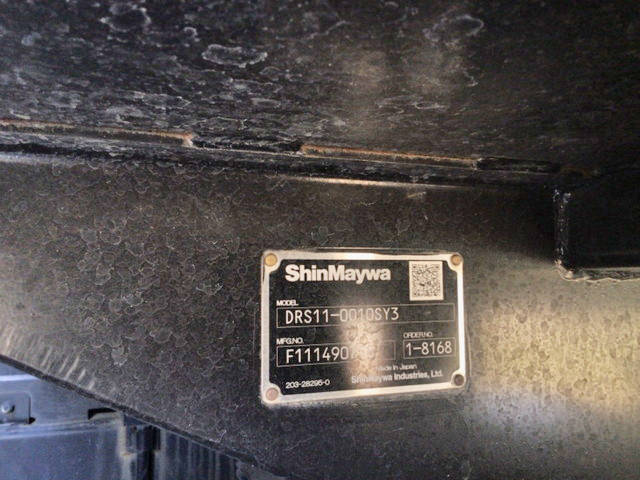 ShinMaywa
MODEL
DRS11-0010SY3
MFG.NO. ORDER.NO.
1-8168
Made in Japan
203-28295-0 ShinMaywa Industries, Ltd.